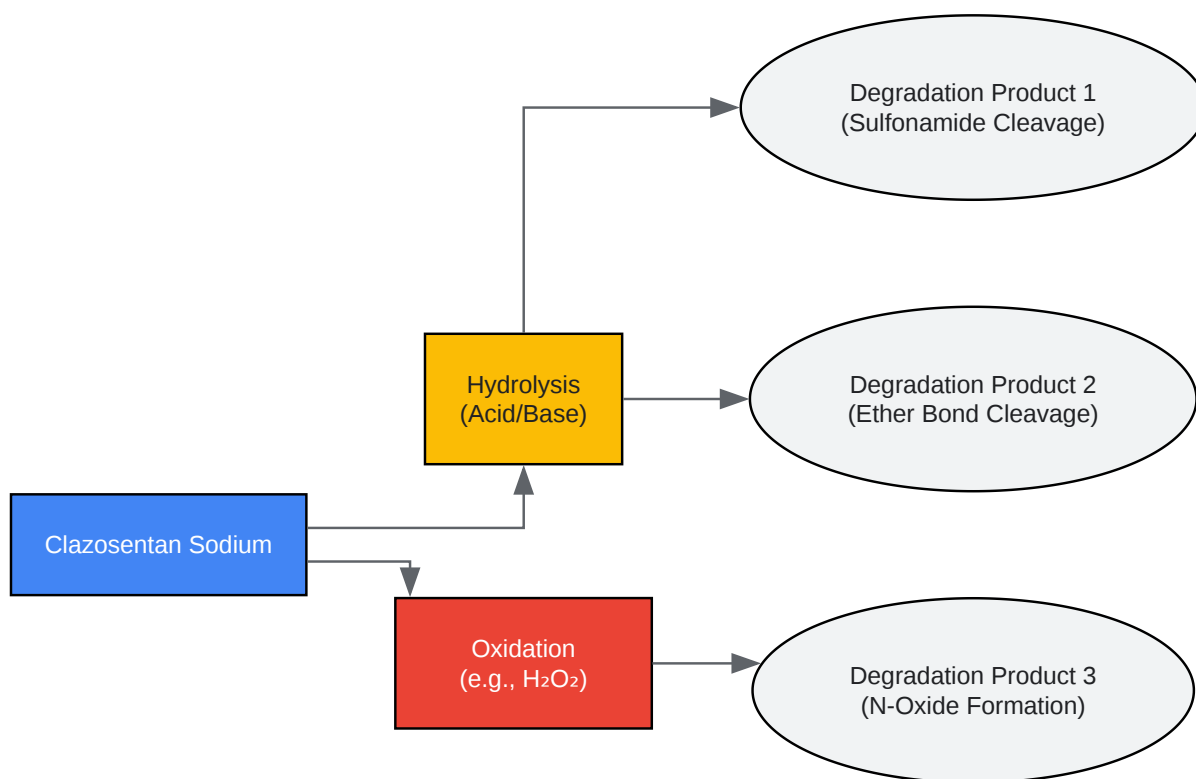 Degradation Product 1
(Sulfonamide Cleavage)
Hydrolysis
(Acid/Base)
Degradation Product 2
(Ether Bond Cleavage)
Clazosentan Sodium
Oxidation
(e.g., H₂O₂)
Degradation Product 3
(N-Oxide Formation)